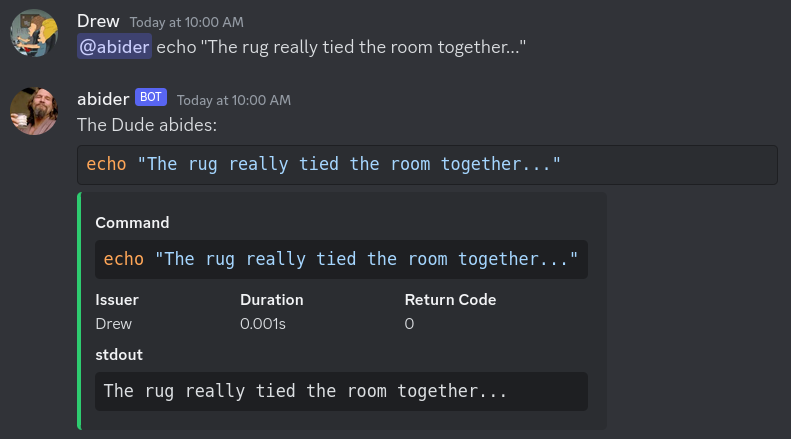 Drew Today at 10:00 AM
@abider echo "The rug really tied the room together..."
abider BOT Today at 10:00 AM
The Dude abides:
echo "The rug really tied the room together..."
Command
echo "The rug really tied the room together..."
Issuer Duration Return Code
Drew 0.001s 0
stdout
The rug really tied the room together...